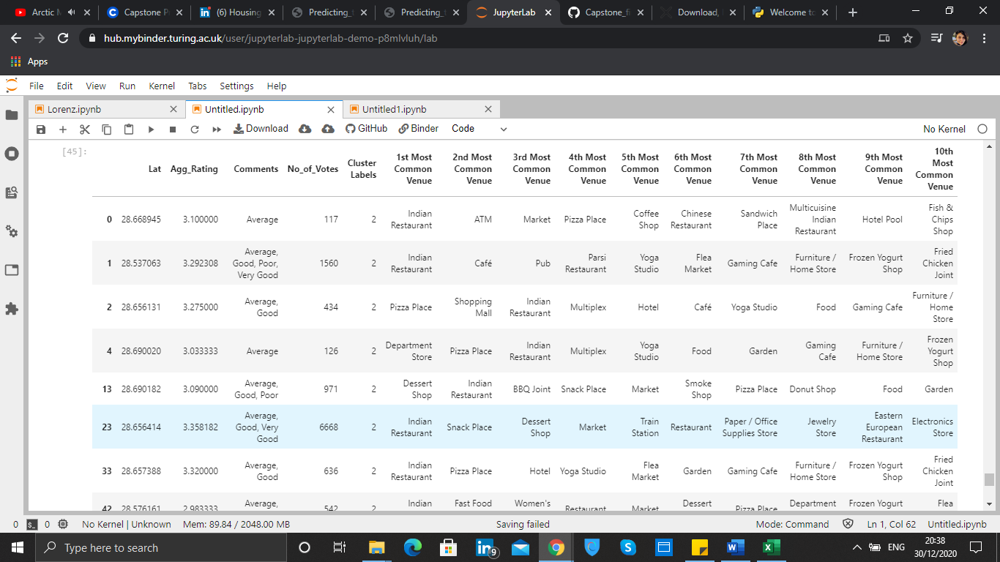 Arctic M
Capstone P
(6) Housing
Predicting_
Predicting_
JupyterLab
Capstone_fi
Download,
Welcome to
hub.mybinder.turing.ac.uk/user/jupyterlab-jupyterlab-demo-p8mlvluh/lab
Apps
File Edit View Run Kernel Tabs Settings Help
Lorenz.ipynb Untitled.ipynb Untitled1.ipynb
Download GitHub Binder Code No Kernel
[45]:
Lat Agg_Rating Comments No_of_Votes Cluster Labels 1st Most Common Venue 2nd Most Common Venue 3rd Most Common Venue 4th Most Common Venue 5th Most Common Venue 6th Most Common Venue 7th Most Common Venue 8th Most Common Venue 9th Most Common Venue 10th Most Common Venue
0 28.668945 3.100000 Average 117 2 Indian Restaurant ATM Market Pizza Place Coffee Shop Chinese Restaurant Sandwich Place Multicuisine Indian Restaurant Hotel Pool Fish & Chips Shop
1 28.537063 3.292308 Average, Good, Poor, Very Good 1560 2 Indian Restaurant Café Pub Parsi Restaurant Yoga Studio Flea Market Gaming Cafe Furniture / Home Store Frozen Yogurt Shop Fried Chicken Joint
2 28.656131 3.275000 Average, Good 434 2 Pizza Place Shopping Mall Indian Restaurant Multiplex Hotel Café Yoga Studio Food Gaming Cafe Furniture / Home Store
4 28.690020 3.033333 Average 126 2 Department Store Pizza Place Indian Restaurant Multiplex Yoga Studio Food Garden Gaming Cafe Furniture / Home Store Frozen Yogurt Shop
13 28.690182 3.090000 Average, Good, Poor 971 2 Dessert Shop Indian Restaurant BBQ Joint Snack Place Market Smoke Shop Pizza Place Donut Shop Food Garden
23 28.656414 3.358182 Average, Good, Very Good 6668 2 Indian Restaurant Snack Place Dessert Shop Market Train Station Restaurant Paper / Office Supplies Store Jewelry Store Eastern European Restaurant Electronics Store
33 28.657388 3.320000 Average, Good 636 2 Indian Restaurant Pizza Place Hotel Yoga Studio Flea Market Garden Gaming Cafe Furniture / Home Store Frozen Yogurt Shop Fried Chicken Joint
42 28.576161 2.983333 Average, 542 2 Indian Fast Food Women's Restaurant Market Dessert Pizza Place Department Frozen Yogurt Flea
0 0 No Kernel | Unknown Mem: 89.84 / 2048.00 MB Saving failed Mode: Command Ln 1, Col 62 Untitled.ipynb
Type here to search
9
ENG
20:38
30/12/2020